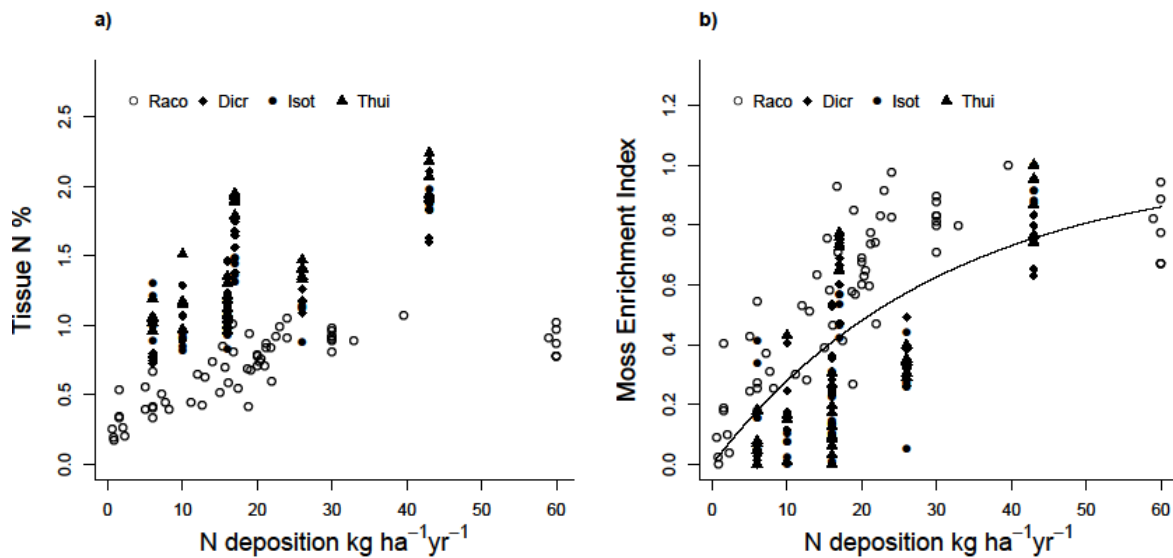 a)
Raco Dicr Isot Thui
Tissue N %
2.5
2.0
1.5
1.0
0.5
0.0
0 10 20 30 40 50 60
N deposition kg ha⁻¹yr⁻¹
b)
Raco Dicr Isot Thui
Moss Enrichment Index
1.2
1.0
0.8
0.6
0.4
0.2
0.0
0 10 20 30 40 50 60
N deposition kg ha⁻¹yr⁻¹